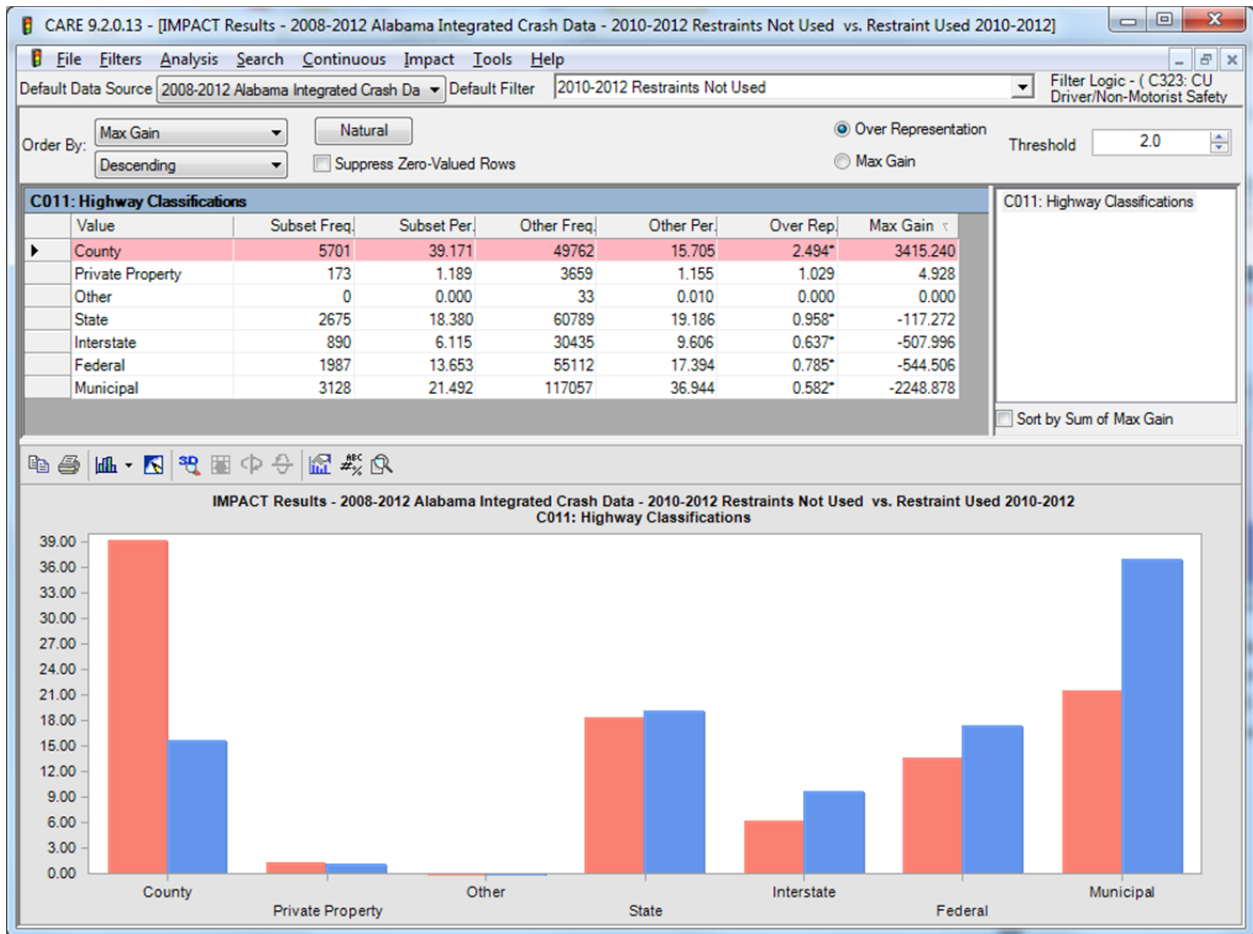 CARE 9.2.0.13 - [IMPACT Results - 2008-2012 Alabama Integrated Crash Data - 2010-2012 Restraints Not Used vs. Restraint Used 2010-2012]
File Filters Analysis Search Continuous Impact Tools Help
Default Data Source 2008-2012 Alabama Integrated Crash Da Default Filter 2010-2012 Restraints Not Used Filter Logic - ( C323: CU
Driver/Non-Motorist Safety
Order By: Max Gain Natural Over Representation Threshold 2.0
Descending Suppress Zero-Valued Rows Max Gain
C011: Highway Classifications C011: Highway Classifications
Value Subset Freq. Subset Per. Other Freq. Other Per. Over Rep. Max Gain
County 5701 39.171 49762 15.705 2.494* 3415.240
Private Property 173 1.189 3659 1.155 1.029 4.928
Other 0 0.000 33 0.010 0.000 0.000
State 2675 18.380 60789 19.186 0.958* -117.272
Interstate 890 6.115 30435 9.606 0.637* -507.996
Federal 1987 13.653 55112 17.394 0.785* -544.506
Municipal 3128 21.492 117057 36.944 0.582* -2248.878
Sort by Sum of Max Gain
3D ABC
#%
IMPACT Results - 2008-2012 Alabama Integrated Crash Data - 2010-2012 Restraints Not Used vs. Restraint Used 2010-2012
C011: Highway Classifications
39.00
36.00
33.00
30.00
27.00
24.00
21.00
18.00
15.00
12.00
9.00
6.00
3.00
0.00
County Other Interstate Municipal
Private Property State Federal